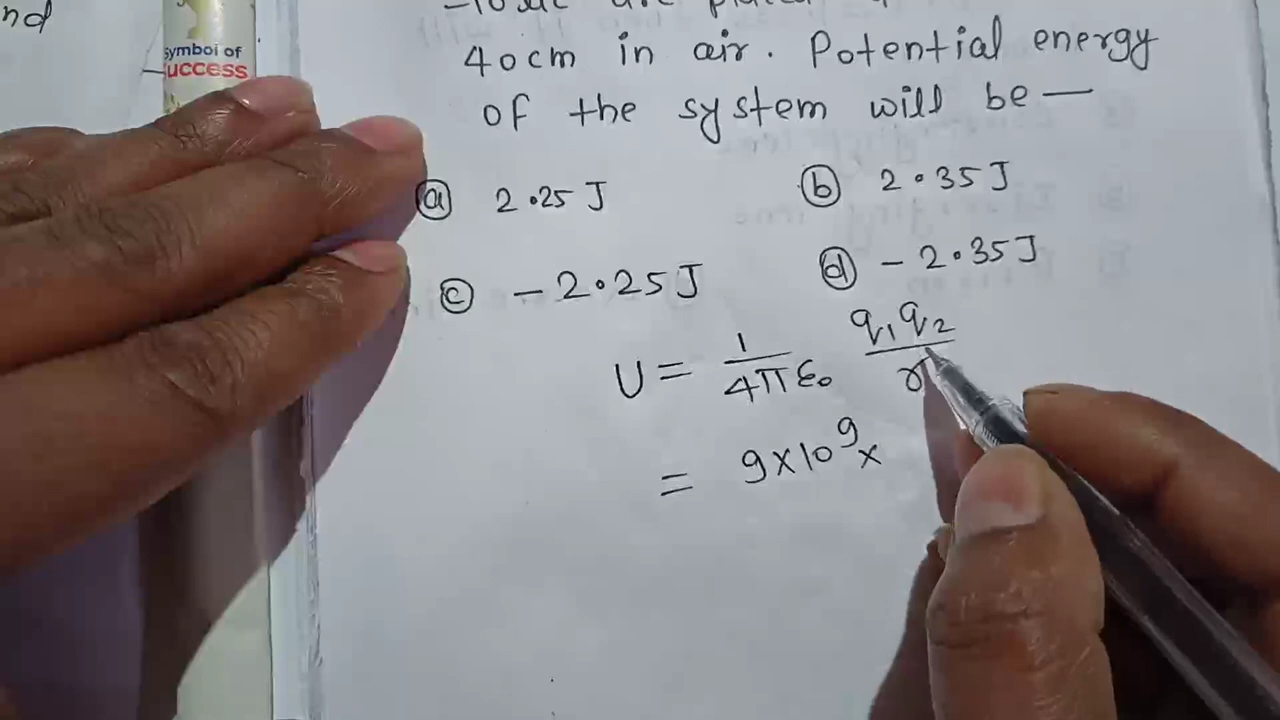 nd
Symbol of
Success
40cm in air. Potential energy
of the system will be —
(a) 2.25 J (b) 2.35 J
(c) - 2.25 J (d) - 2.35 J
U = 1/4πε₀ q₁q₂/r
= 9×10⁹×